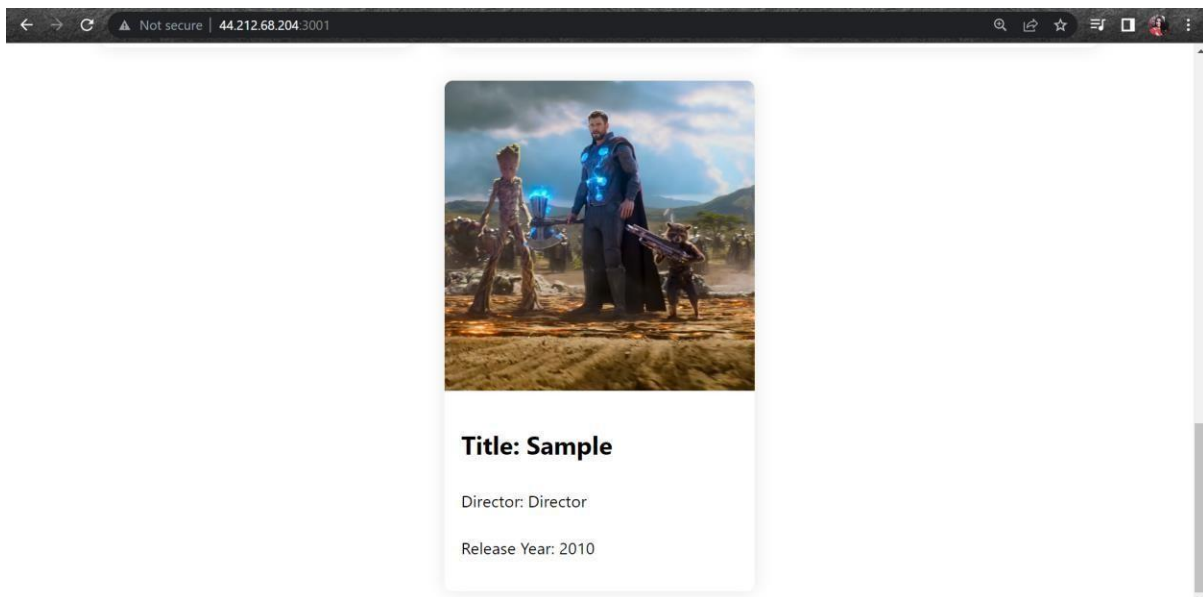 Not secure | 44.212.68.204:3001
Title: Sample
Director: Director
Release Year: 2010